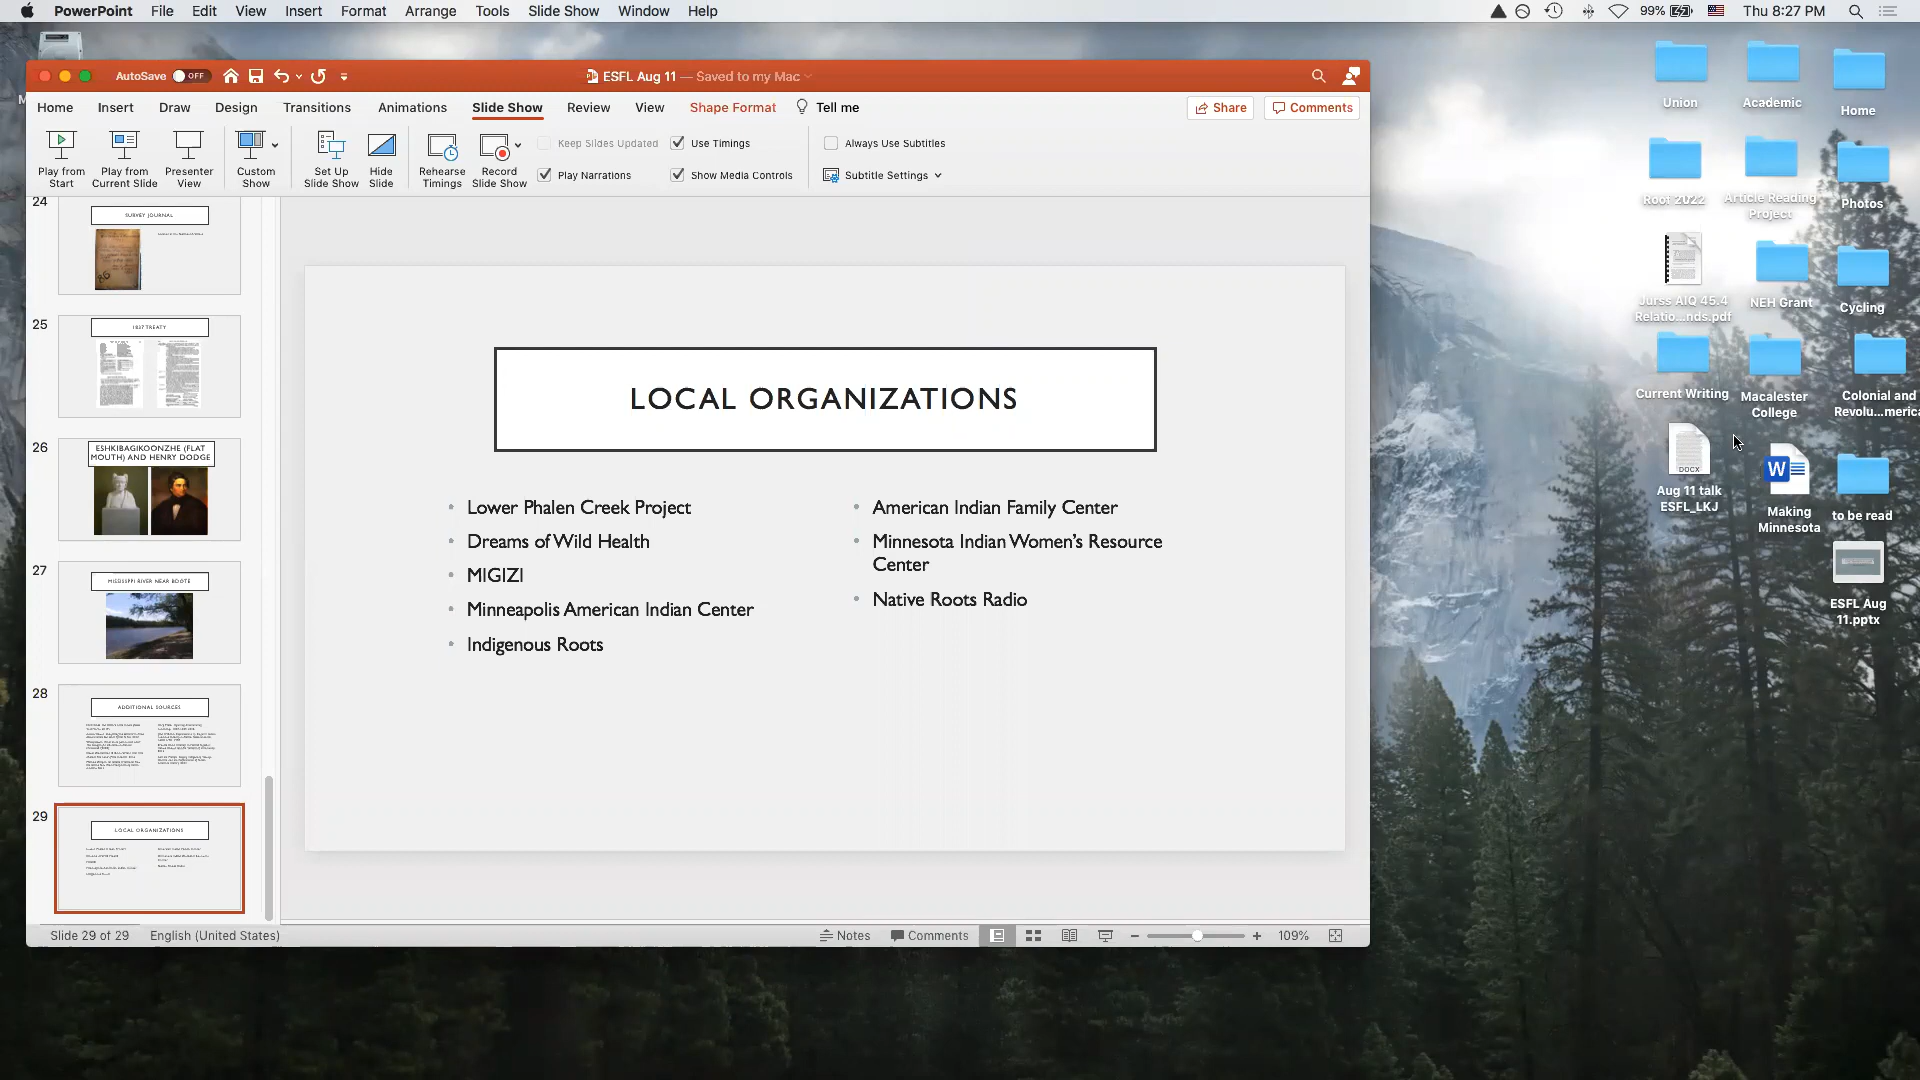 PowerPoint File Edit View Insert Format Arrange Tools Slide Show Window Help
99% Thu 8:27 PM
AutoSave OFF
ESFL Aug 11 — Saved to my Mac
Home Insert Draw Design Transitions Animations Slide Show Review View Shape Format Tell me
Share Comments
Play from Start
Play from Current Slide
Presenter View
Custom Show
Set Up Slide Show
Hide Slide
Rehearse Timings
Record Slide Show
Keep Slides Updated
Play Narrations
Use Timings
Show Media Controls
Always Use Subtitles
Subtitle Settings
24
SURVEY JOURNAL
25
1837 TREATY
26
ESHKIBAGIKOONZHE (FLAT
MOUTH) AND HENRY DODGE
27
28
ADDITIONAL SOURCES
29
LOCAL ORGANIZATIONS
LOCAL ORGANIZATIONS
• Lower Phalen Creek Project
• Dreams of Wild Health
• MIGIZI
• Minneapolis American Indian Center
• Indigenous Roots
• American Indian Family Center
• Minnesota Indian Women’s Resource
Center
• Native Roots Radio
Slide 29 of 29 English (United States)
Notes Comments
109%
Union
Academic
Home
Root 2022
Article Reading
Project
Photos
Jurss AIQ 45.4
Relatio...nds.pdf
NEH Grant
Cycling
Current Writing
Macalester
College
Colonial and
Revolu...merica
DOCX
Aug 11 talk
ESFL_LKJ
W
Making
Minnesota
to be read
ESFL Aug
11.pptx